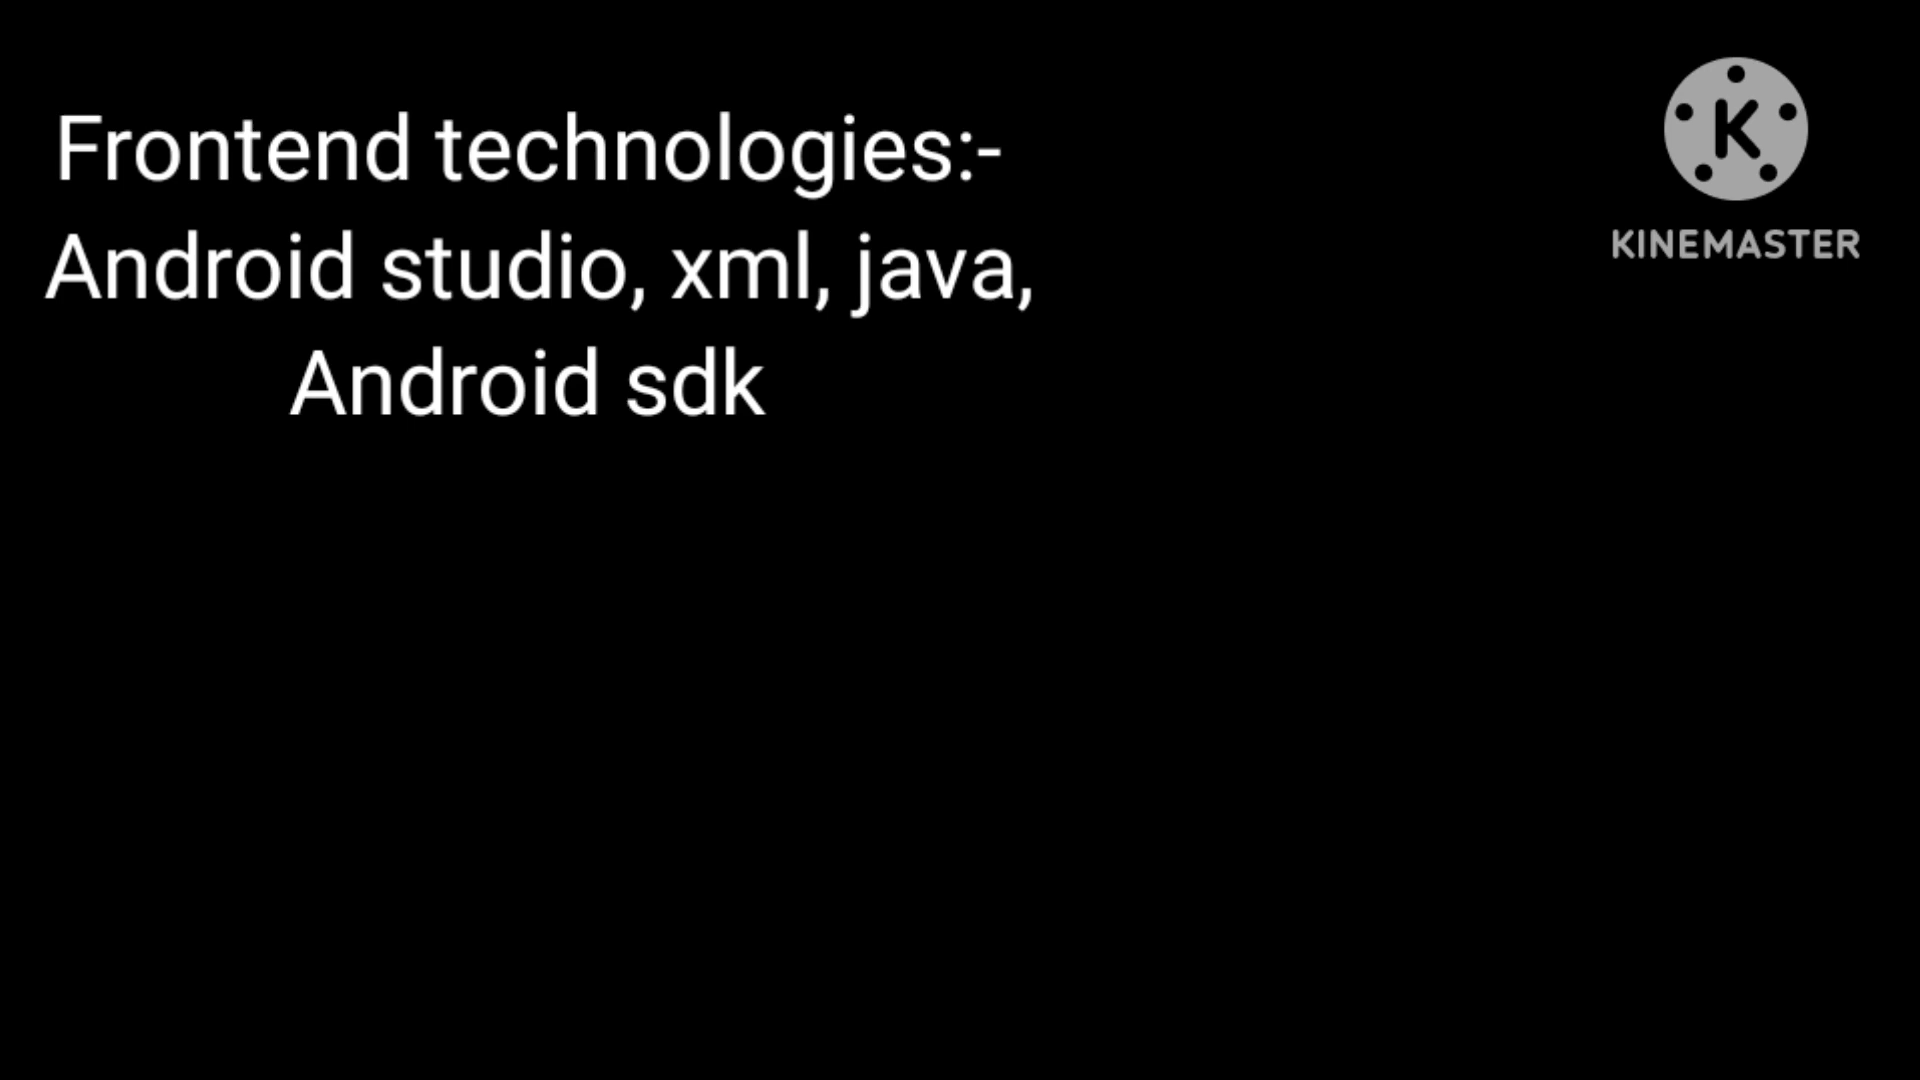 Frontend technologies:-
Android studio, xml, java,
Android sdk
K
KINEMASTER